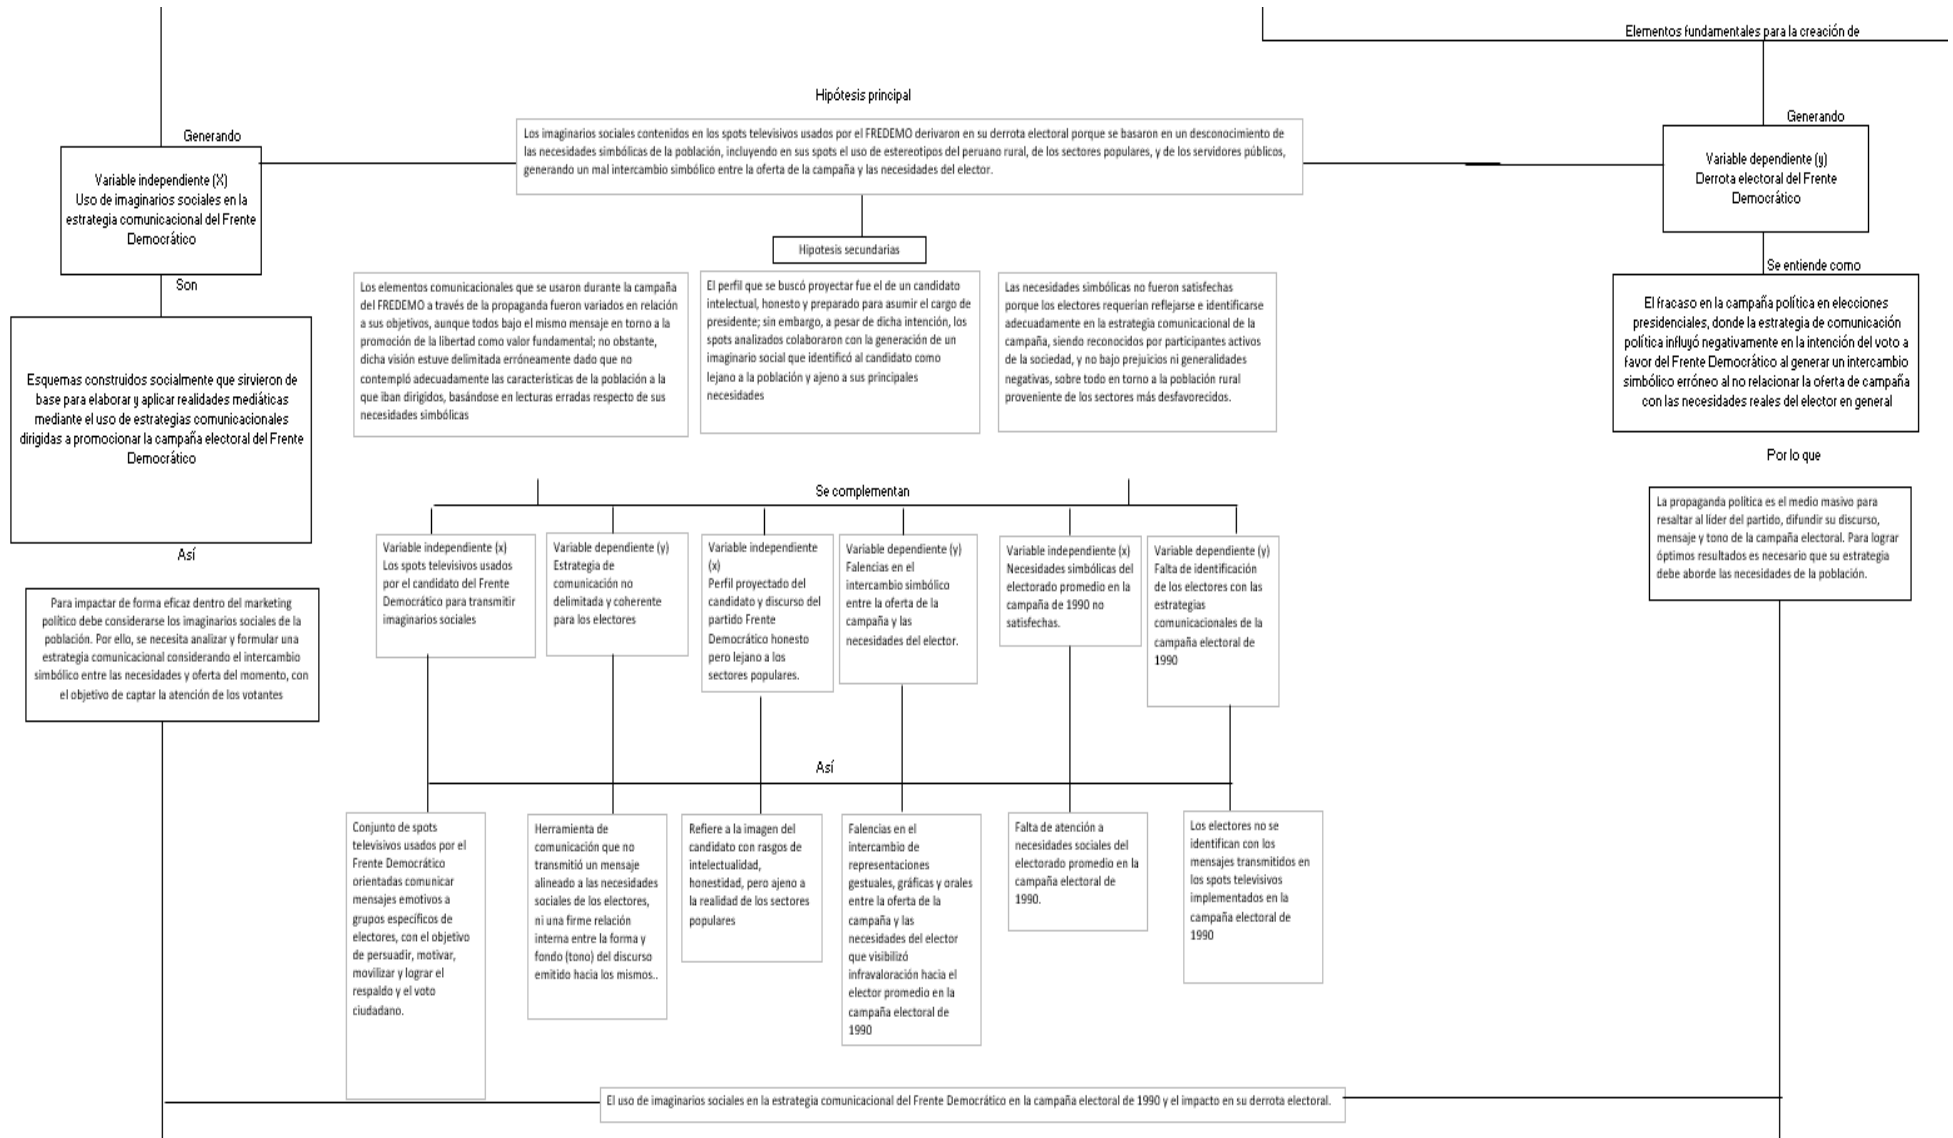 Elementos fundamentales para la creación de
Hipótesis principal
Generando
Variable independiente (X)
Uso de imaginarios sociales en la
estrategia comunicacional del Frente
Democrático
Los imaginarios sociales contenidos en los spots televisivos usados por el FREDEMO derivaron en su derrota electoral porque se basaron en un desconocimiento de
las necesidades simbólicas de la población, incluyendo en sus spots el uso de estereotipos del peruano rural, de los sectores populares, y de los servidores públicos,
generando un mal intercambio simbólico entre la oferta de la campaña y las necesidades del elector.
Generando
Variable dependiente (y)
Derrota electoral del Frente
Democrático
Hipotesis secundarias
Son
Esquemas construidos socialmente que sirvieron de
base para elaborar y aplicar realidades mediáticas
mediante el uso de estrategias comunicacionales
dirigidas a promocionar la campaña electoral del Frente
Democrático
Los elementos comunicacionales que se usaron durante la campaña
del FREDEMO a través de la propaganda fueron variados en relación
a sus objetivos, aunque todos bajo el mismo mensaje en torno a la
promoción de la libertad como valor fundamental; no obstante,
dicha visión estuve delimitada erróneamente dado que no
contempló adecuadamente las características de la población a la
que iban dirigidos, basándose en lecturas erradas respecto de sus
necesidades simbólicas
El perfil que se buscó proyectar fue el de un candidato
intelectual, honesto y preparado para asumir el cargo de
presidente; sin embargo, a pesar de dicha intención, los
spots analizados colaboraron con la generación de un
imaginario social que identificó al candidato como
lejano a la población y ajeno a sus principales
necesidades
Las necesidades simbólicas no fueron satisfechas
porque los electores requerían reflejarse e identificarse
adecuadamente en la estrategia comunicacional de la
campaña, siendo reconocidos por participantes activos
de la sociedad, y no bajo prejuicios ni generalidades
negativas, sobre todo en torno a la población rural
proveniente de los sectores más desfavorecidos.
Se entiende como
El fracaso en la campaña política en elecciones
presidenciales, donde la estrategia de comunicación
política influyó negativamente en la intención del voto a
favor del Frente Democrático al generar un intercambio
simbólico erróneo al no relacionar la oferta de campaña
con las necesidades reales del elector en general
Por lo que
La propaganda política es el medio masivo para
resaltar al líder del partido, difundir su discurso,
mensaje y tono de la campaña electoral. Para lograr
óptimos resultados es necesario que su estrategia
debe aborde las necesidades de la población.
Así
Para impactar de forma eficaz dentro del marketing
político debe considerarse los imaginarios sociales de la
población. Por ello, se necesita analizar y formular una
estrategia comunicacional considerando el intercambio
simbólico entre las necesidades y oferta del momento, con
el objetivo de captar la atención de los votantes
Se complementan
Variable independiente (x)
Los spots televisivos usados
por el candidato del Frente
Democrático para transmitir
imaginarios sociales
Variable dependiente (y)
Estrategia de
comunicación no
delimitada y coherente
para los electores
Variable independiente
(x)
Perfil proyectado del
candidato y discurso del
partido Frente
Democrático honesto
pero lejano a los
sectores populares.
Variable dependiente (y)
Falencias en el
intercambio simbólico
entre la oferta de la
campaña y las
necesidades del elector.
Variable independiente (x)
Necesidades simbólicas del
electorado promedio en la
campaña de 1990 no
satisfechas.
Variable dependiente (y)
Falta de identificación
de los electores con las
estrategias
comunicacionales de la
campaña electoral de
1990
Así
Conjunto de spots
televisivos usados por el
Frente Democrático
orientadas comunicar
mensajes emotivos a
grupos específicos de
electores, con el objetivo
de persuadir, motivar,
movilizar y lograr el
respaldo y el voto
ciudadano.
Herramienta de
comunicación que no
transmitió un mensaje
alineado a las necesidades
sociales de los electores,
ni una firme relación
interna entre la forma y
fondo (tono) del discurso
emitido hacia los mismos..
Refiere a la imagen del
candidato con rasgos de
intelectualidad,
honestidad, pero ajeno a
la realidad de los sectores
populares
Falencias en el
intercambio de
representaciones
gestuales, gráficas y orales
entre la oferta de la
campaña y las
necesidades del elector
que visibilizó
infravaloración hacia el
elector promedio en la
campaña electoral de
1990
Falta de atención a
necesidades sociales del
electorado promedio en la
campaña electoral de
1990.
Los electores no se
identifican con los
mensajes transmitidos en
los spots televisivos
implementados en la
campaña electoral de
1990
El uso de imaginarios sociales en la estrategia comunicacional del Frente Democrático en la campaña electoral de 1990 y el impacto en su derrota electoral.